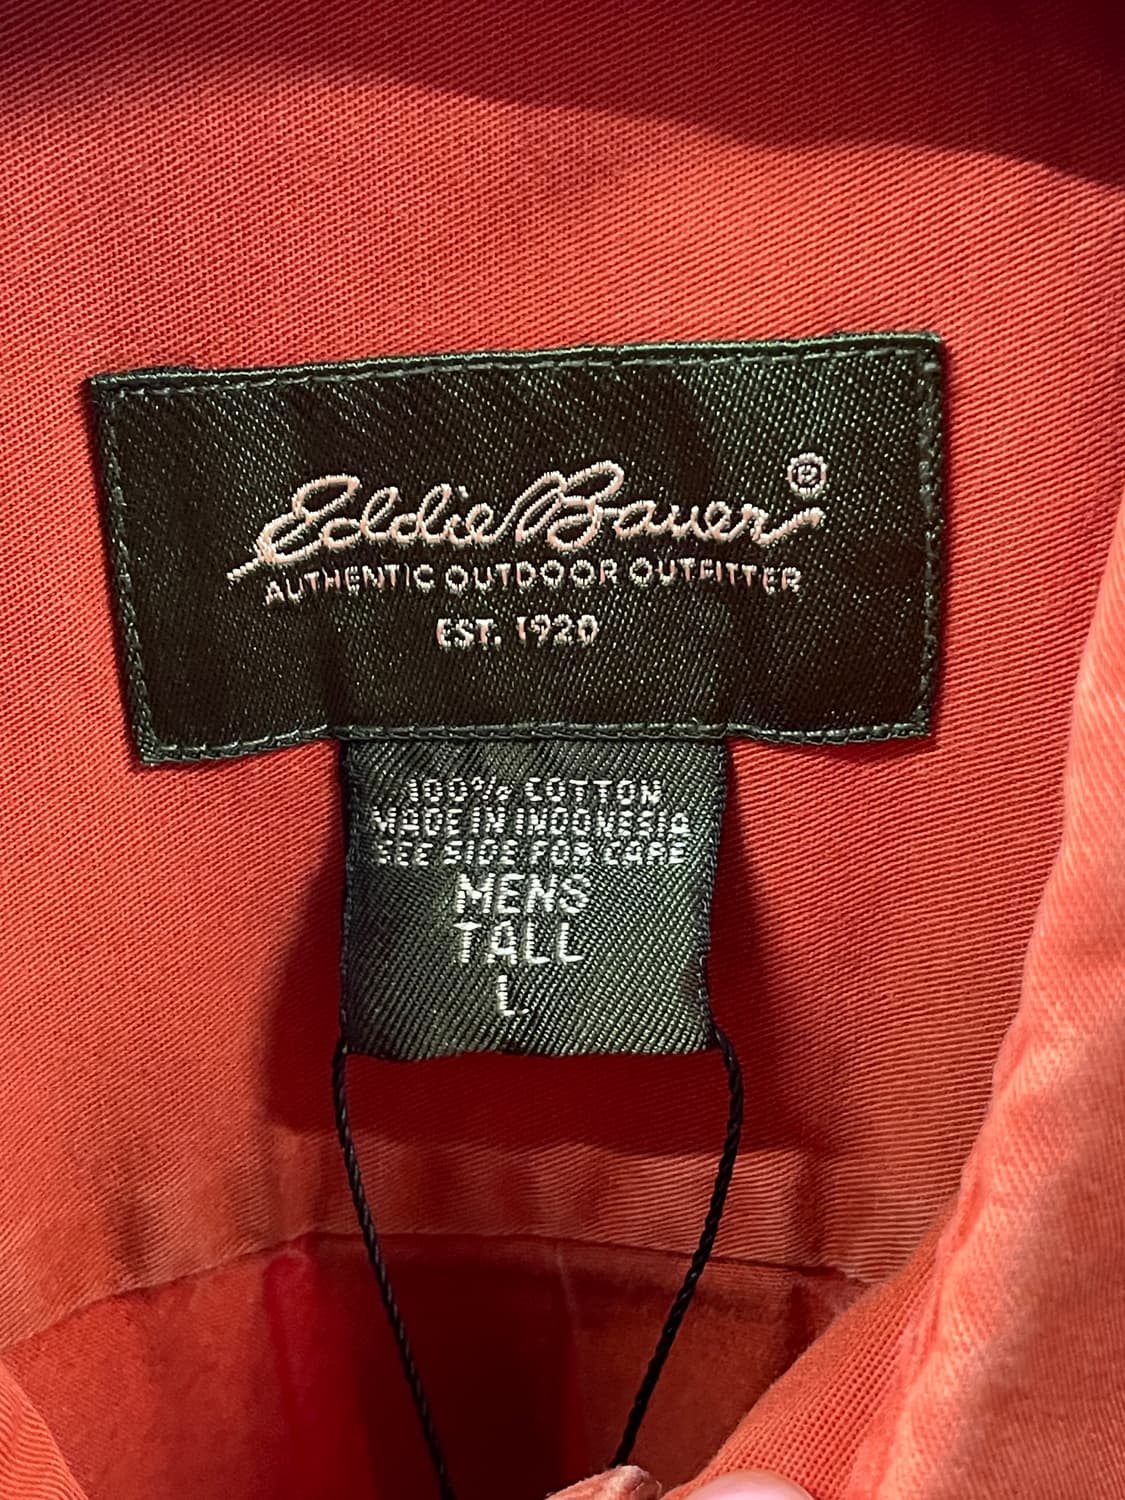 Eddie Bauer®
AUTHENTIC OUTDOOR OUTFITTER
EST. 1920
100% COTTON
MADE IN INDONESIA
SEE SIDE FOR CARE
MENS
TALL
L